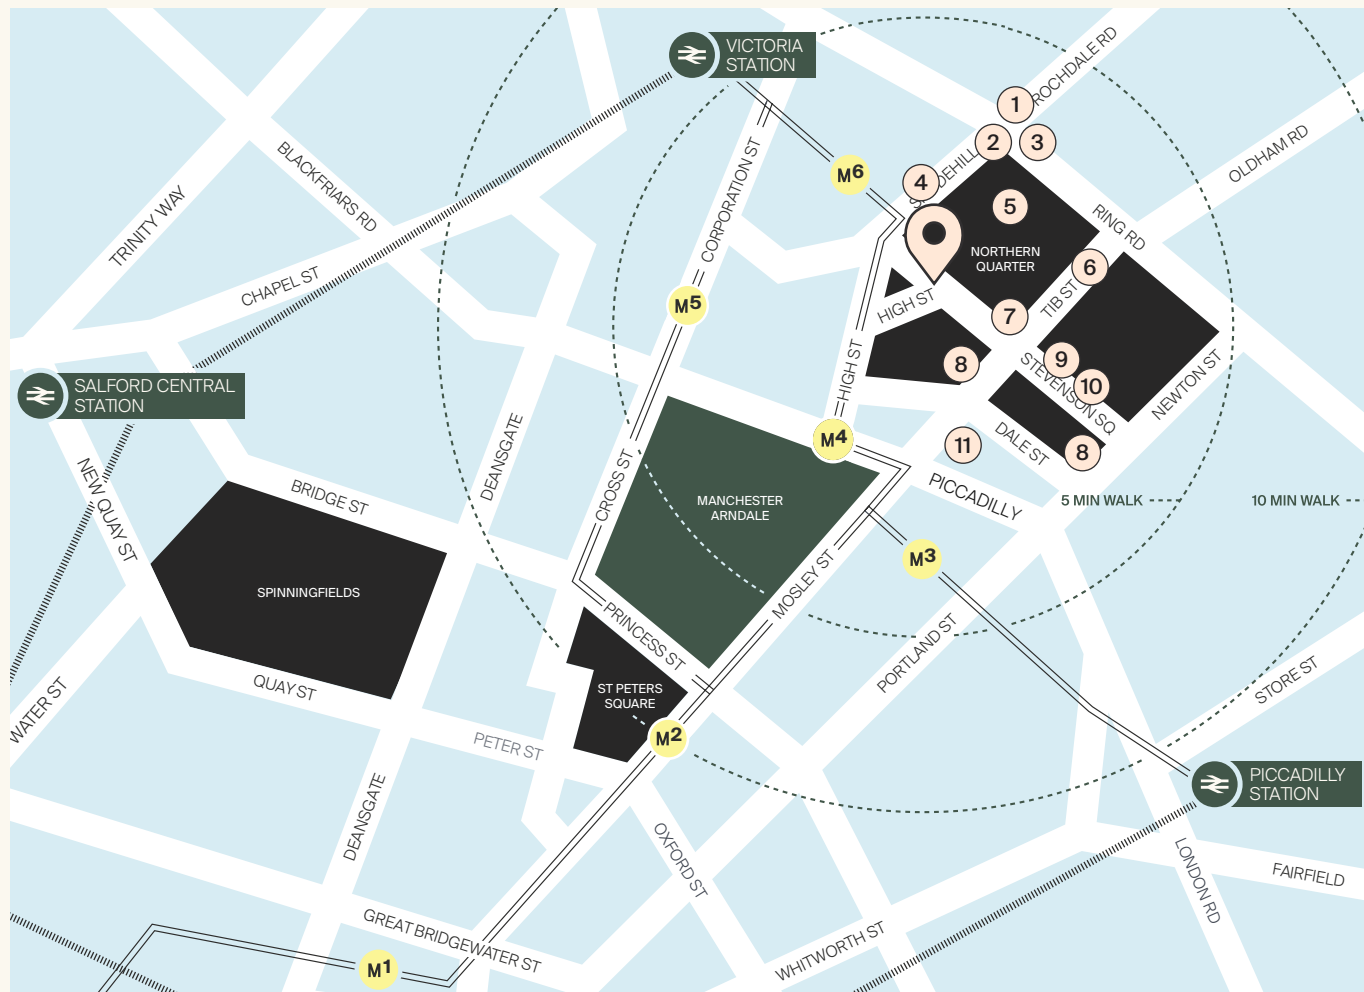 VICTORIA
STATION
ROCHDALE RD
1
2
3
OLDHAM RD
BLACKFRIARS RD
CORPORATION ST
M6
4
5
TRINITY WAY
RING RD
NORTHERN
QUARTER
6
CHAPEL ST
M5
HIGH ST
TIB ST
7
SALFORD CENTRAL
STATION
HIGH ST
8
9
STEVENSON SQ
10
NEWTON ST
M4
11
DALE ST
8
DEANSGATE
CROSS ST
NEW QUAY ST
BRIDGE ST
MANCHESTER
ARNDALE
PICCADILLY
5 MIN WALK
10 MIN WALK
M3
MOSLEY ST
SPINNINGFIELDS
PRINCESS ST
PORTLAND ST
QUAY ST
ST PETERS
SQUARE
STORE ST
WATER ST
PETER ST
M2
PICCADILLY
STATION
DEANSGATE
OXFORD ST
LONDON RD
FAIRFIELD
GREAT BRIDGEWATER ST
WHITWORTH ST
M1